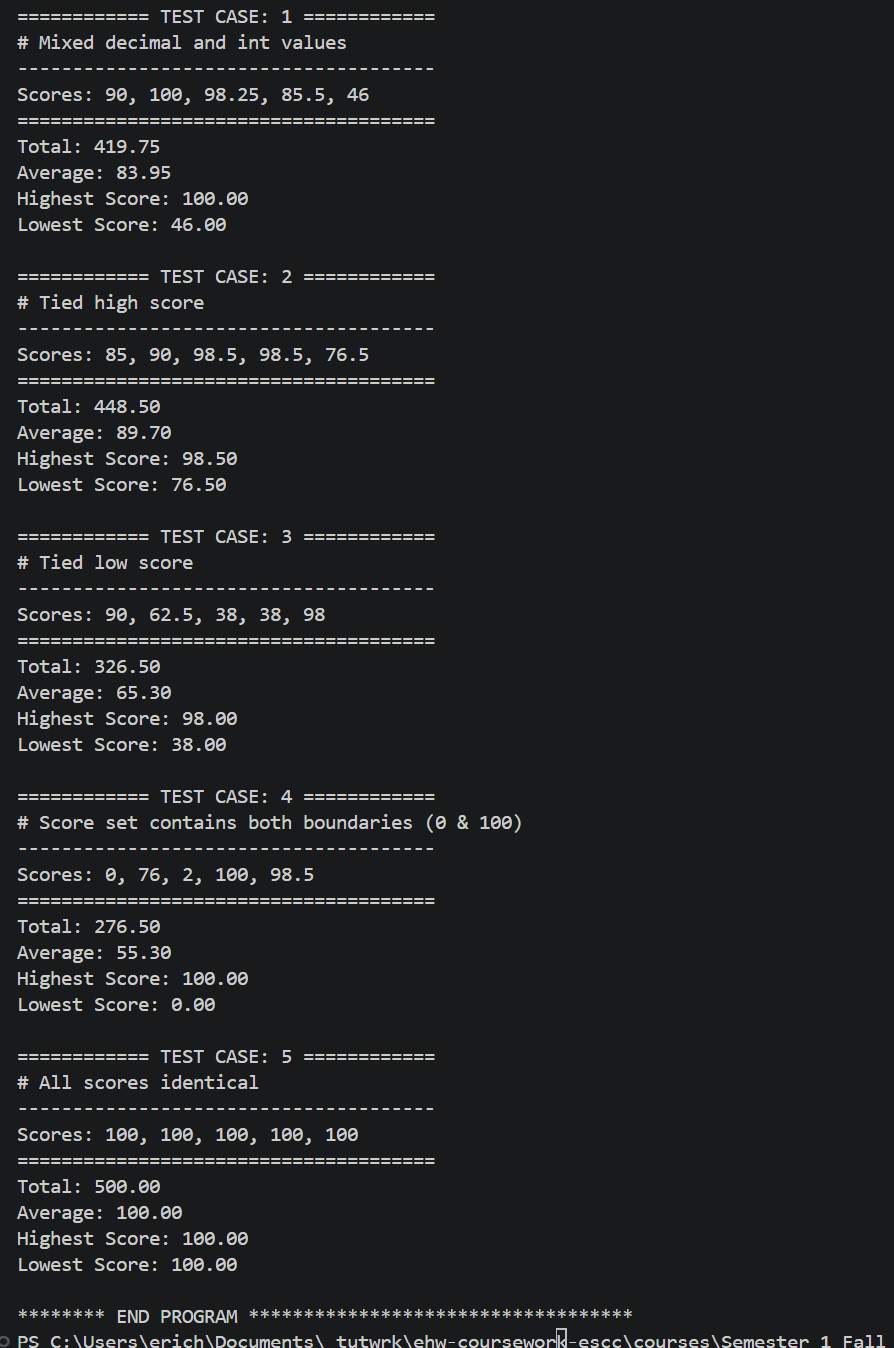 ============ TEST CASE: 1 ============
# Mixed decimal and int values
--------------------------------------
Scores: 90, 100, 98.25, 85.5, 46
======================================
Total: 419.75
Average: 83.95
Highest Score: 100.00
Lowest Score: 46.00
============ TEST CASE: 2 ============
# Tied high score
--------------------------------------
Scores: 85, 90, 98.5, 98.5, 76.5
======================================
Total: 448.50
Average: 89.70
Highest Score: 98.50
Lowest Score: 76.50
============ TEST CASE: 3 ============
# Tied low score
--------------------------------------
Scores: 90, 62.5, 38, 38, 98
======================================
Total: 326.50
Average: 65.30
Highest Score: 98.00
Lowest Score: 38.00
============ TEST CASE: 4 ============
# Score set contains both boundaries (0 & 100)
--------------------------------------
Scores: 0, 76, 2, 100, 98.5
======================================
Total: 276.50
Average: 55.30
Highest Score: 100.00
Lowest Score: 0.00
============ TEST CASE: 5 ============
# All scores identical
--------------------------------------
Scores: 100, 100, 100, 100, 100
======================================
Total: 500.00
Average: 100.00
Highest Score: 100.00
Lowest Score: 100.00
******** END PROGRAM ***********************************
PS C:\Users\erich\Documents\_tutwrk\ehw-coursework-escc\courses\Semester_1_Fall